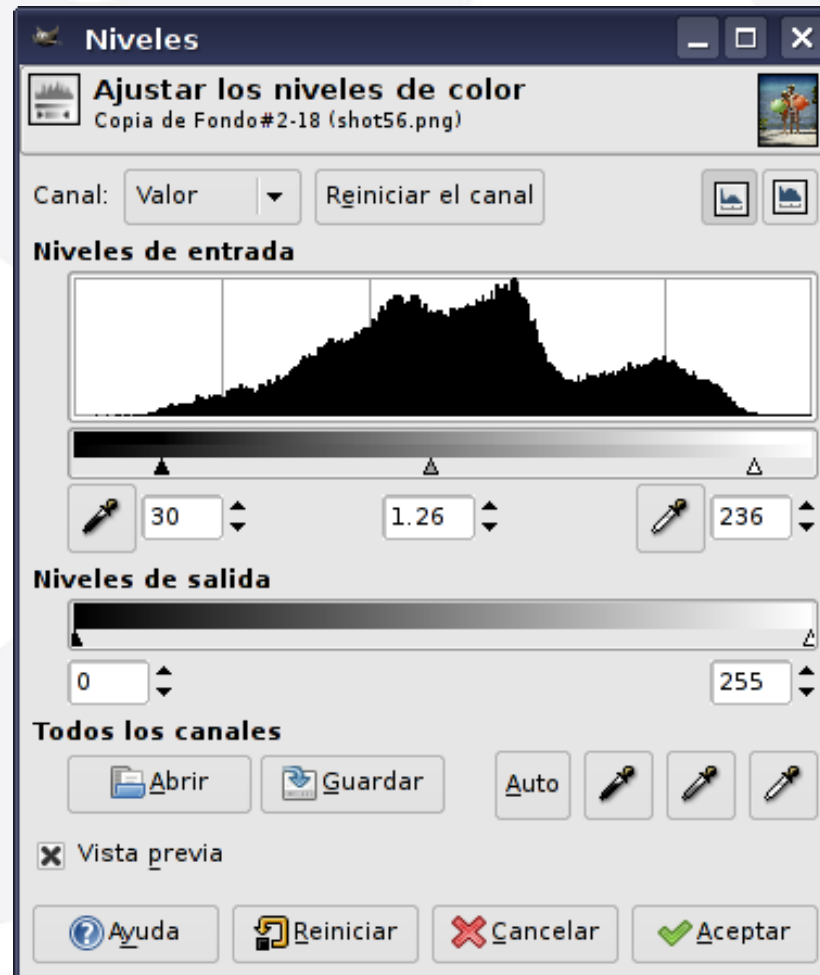 Niveles
Ajustar los niveles de color
Copia de Fondo#2-18 (shot56.png)
Canal: Valor Reiniciar el canal
Niveles de entrada
30 1.26 236
Niveles de salida
0 255
Todos los canales
Abrir Guardar Auto
Vista previa
Ayuda Reiniciar Cancelar Aceptar